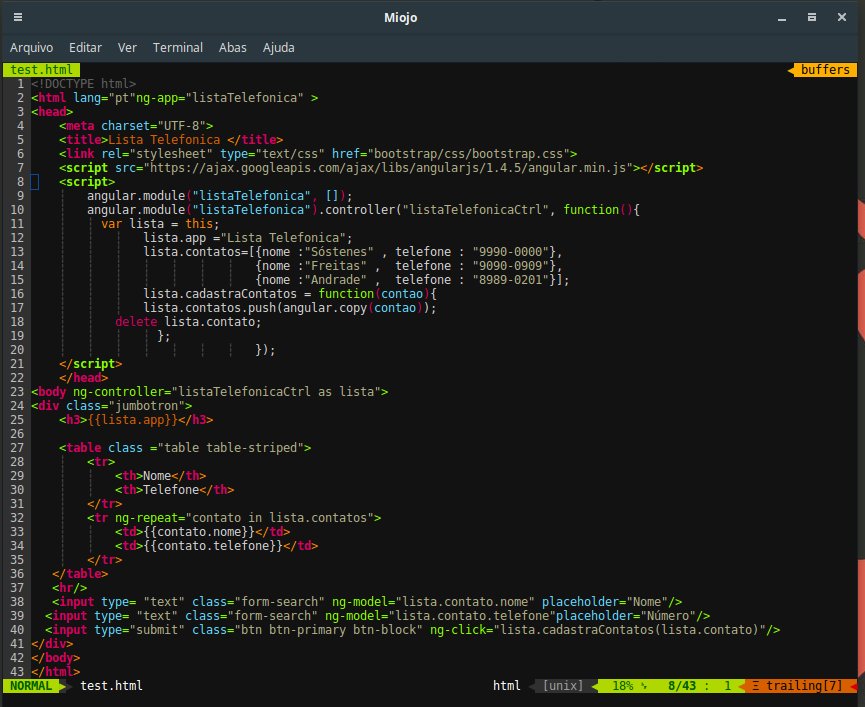 Miojo
Arquivo Editar Ver Terminal Abas Ajuda
test.html buffers
1 <!DOCTYPE html>
2 <html lang="pt"ng-app="listaTelefonica" >
3 <head>
4 <meta charset="UTF-8">
5 <title>Lista Telefonica </title>
6 <link rel="stylesheet" type="text/css" href="bootstrap/css/bootstrap.css">
7 <script src="https://ajax.googleapis.com/ajax/libs/angularjs/1.4.5/angular.min.js"></script>
8 <script>
9 angular.module("listaTelefonica", []);
10 angular.module("listaTelefonica").controller("listaTelefonicaCtrl", function(){
11 var lista = this;
12 lista.app ="Lista Telefonica";
13 lista.contatos=[{nome :"Sóstenes" , telefone : "9990-0000"},
14 {nome :"Freitas" , telefone : "9090-0909"},
15 {nome :"Andrade" , telefone : "8989-0201"}];
16 lista.cadastraContatos = function(contao){
17 lista.contatos.push(angular.copy(contao));
18 delete lista.contato;
19 };
20 });
21 </script>
22 </head>
23 <body ng-controller="listaTelefonicaCtrl as lista">
24 <div class="jumbotron">
25 <h3>{{lista.app}}</h3>
26
27 <table class ="table table-striped">
28 <tr>
29 <th>Nome</th>
30 <th>Telefone</th>
31 </tr>
32 <tr ng-repeat="contato in lista.contatos">
33 <td>{{contato.nome}}</td>
34 <td>{{contato.telefone}}</td>
35 </tr>
36 </table>
37 <hr/>
38 <input type= "text" class="form-search" ng-model="lista.contato.nome" placeholder="Nome"/>
39 <input type= "text" class="form-search" ng-model="lista.contato.telefone"placeholder="Número"/>
40 <input type="submit" class="btn btn-primary btn-block" ng-click="lista.cadastraContatos(lista.contato)"/>
41 </div>
42 </body>
43 </html>
NORMAL test.html html [unix] 18% ␤ 8/43 : 1 Ξ trailing[7]